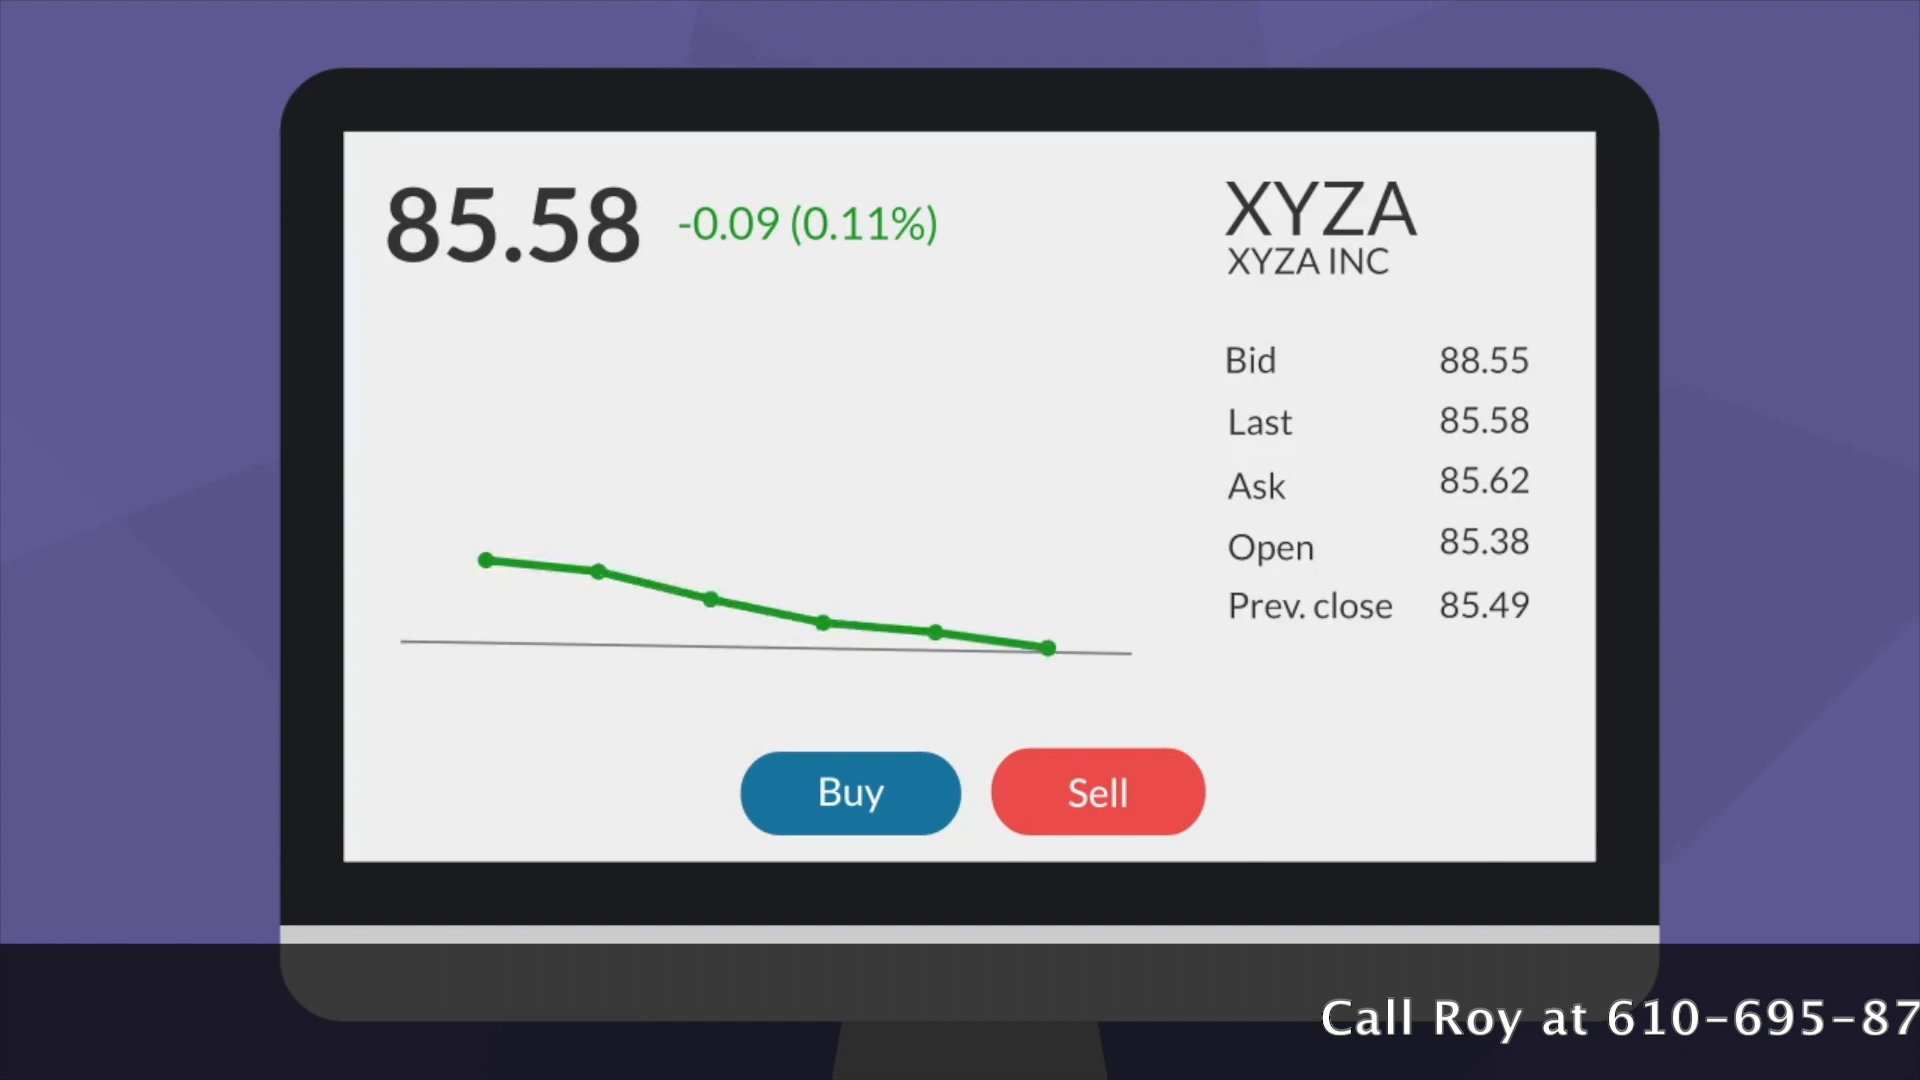 85.58 -0.09 (0.11%)
XYZA
XYZA INC
Bid 88.55
Last 85.58
Ask 85.62
Open 85.38
Prev. close 85.49
Buy Sell
Call Roy at 610-695-87